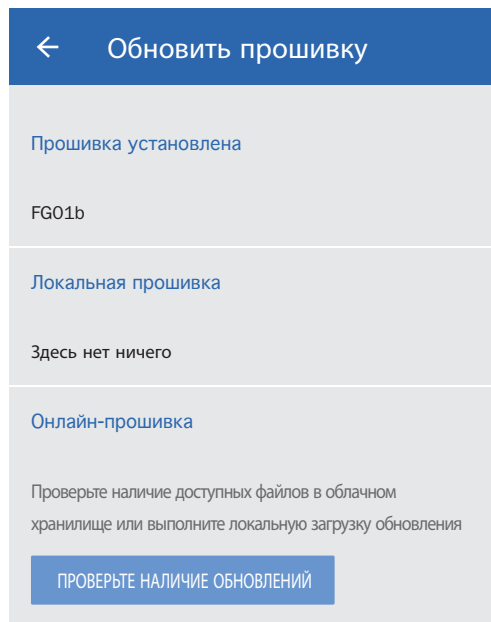 Обновить прошивку
Прошивка установлена
FG01b
Локальная прошивка
Здесь нет ничего
Онлайн-прошивка
Проверьте наличие доступных файлов в облачном
хранилище или выполните локальную загрузку обновления
ПРОВЕРЬТЕ НАЛИЧИЕ ОБНОВЛЕНИЙ